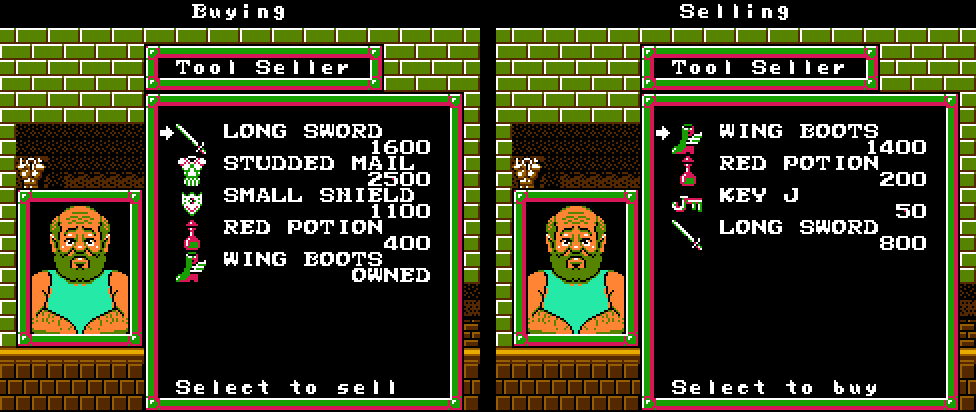 Buying
Tool Seller
LONG SWORD
1600
STUDDED MAIL
2500
SMALL SHIELD
1100
RED POTION
400
WING BOOTS
OWNED
Select to sell
Selling
Tool Seller
WING BOOTS
1400
RED POTION
200
KEY J
50
LONG SWORD
800
Select to buy